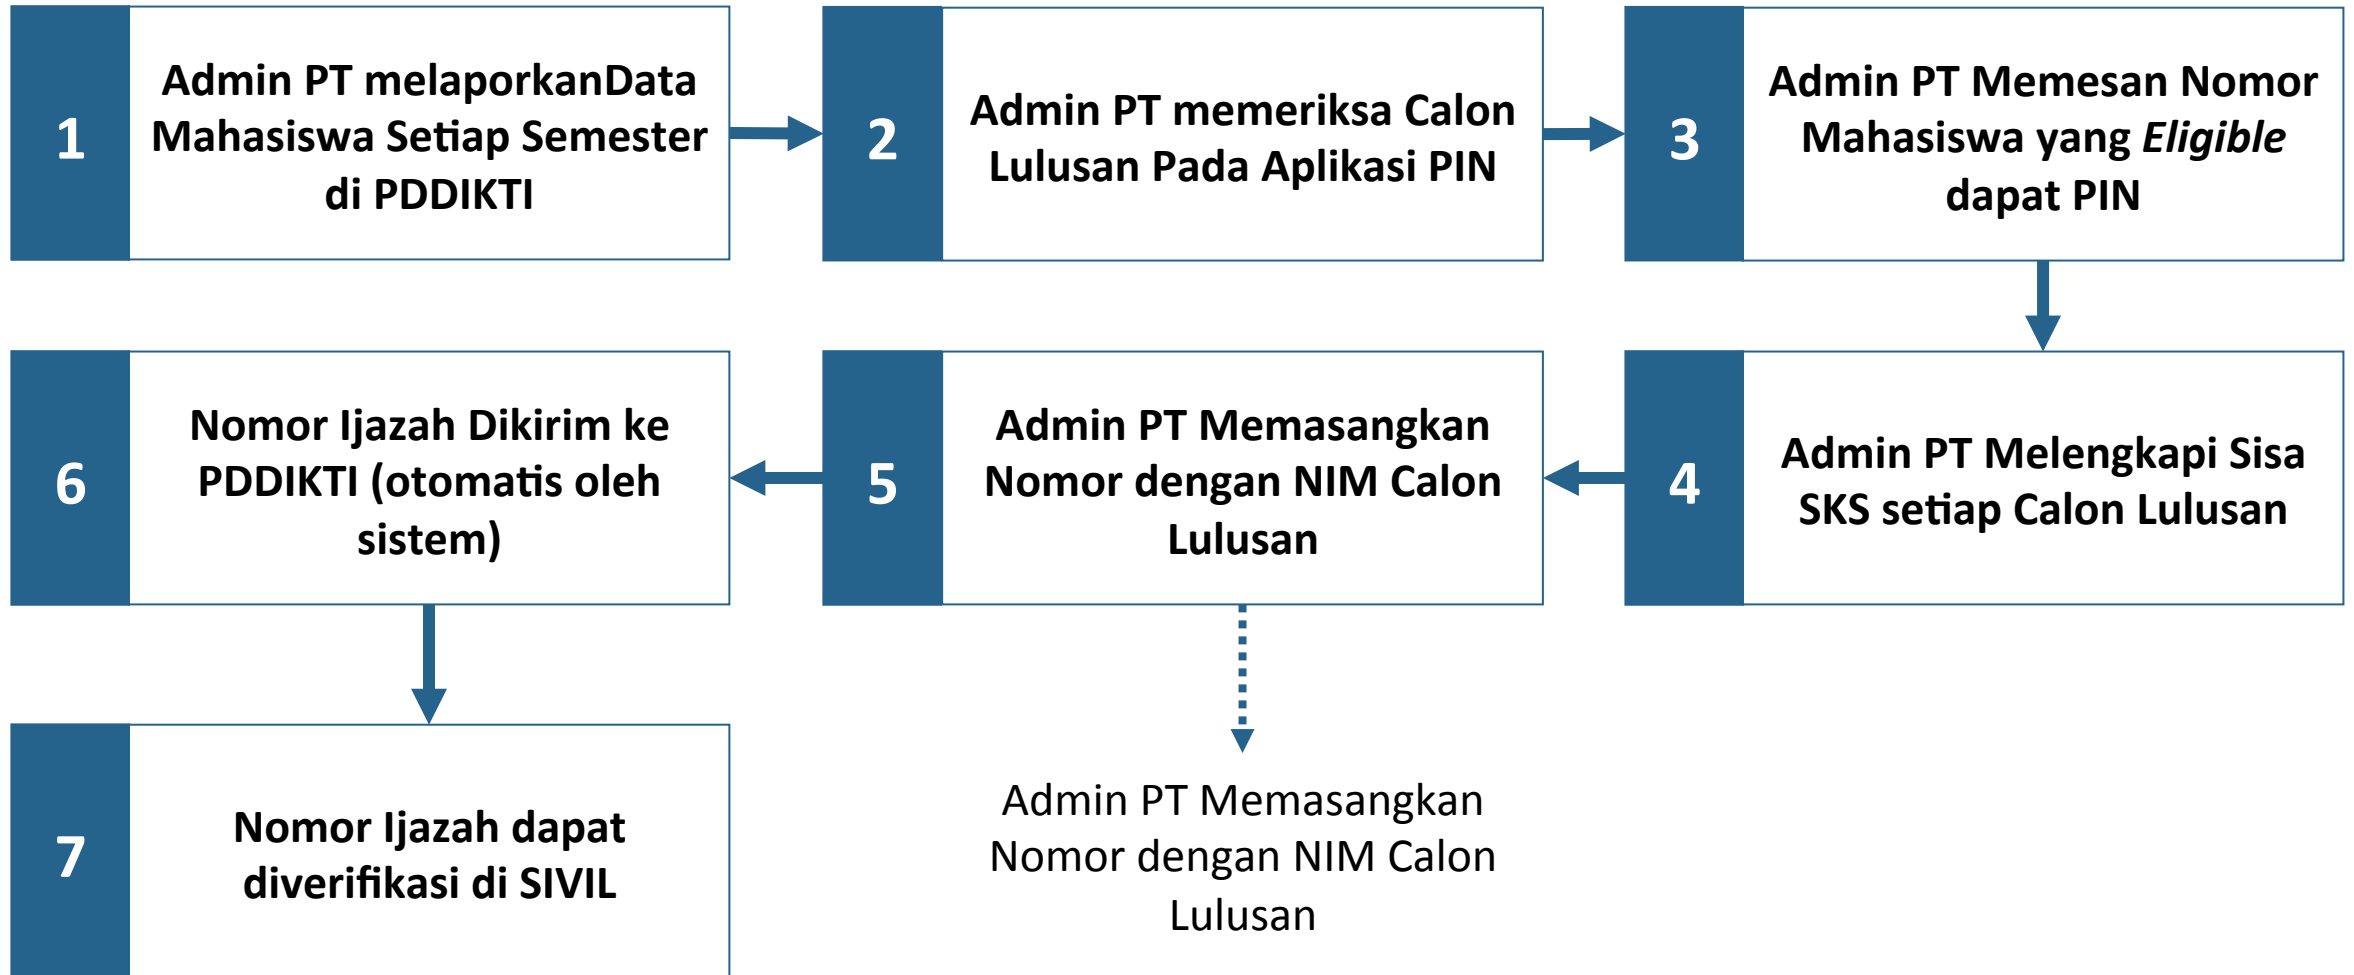 1
Admin PT melaporkanData
Mahasiswa Setiap Semester
di PDDIKTI
2
Admin PT memeriksa Calon
Lulusan Pada Aplikasi PIN
3
Admin PT Memesan Nomor
Mahasiswa yang Eligible
dapat PIN
4
Admin PT Melengkapi Sisa
SKS setiap Calon Lulusan
5
Admin PT Memasangkan
Nomor dengan NIM Calon
Lulusan
6
Nomor Ijazah Dikirim ke
PDDIKTI (otomatis oleh
sistem)
7
Nomor Ijazah dapat
diverifikasi di SIVIL
Admin PT Memasangkan
Nomor dengan NIM Calon
Lulusan